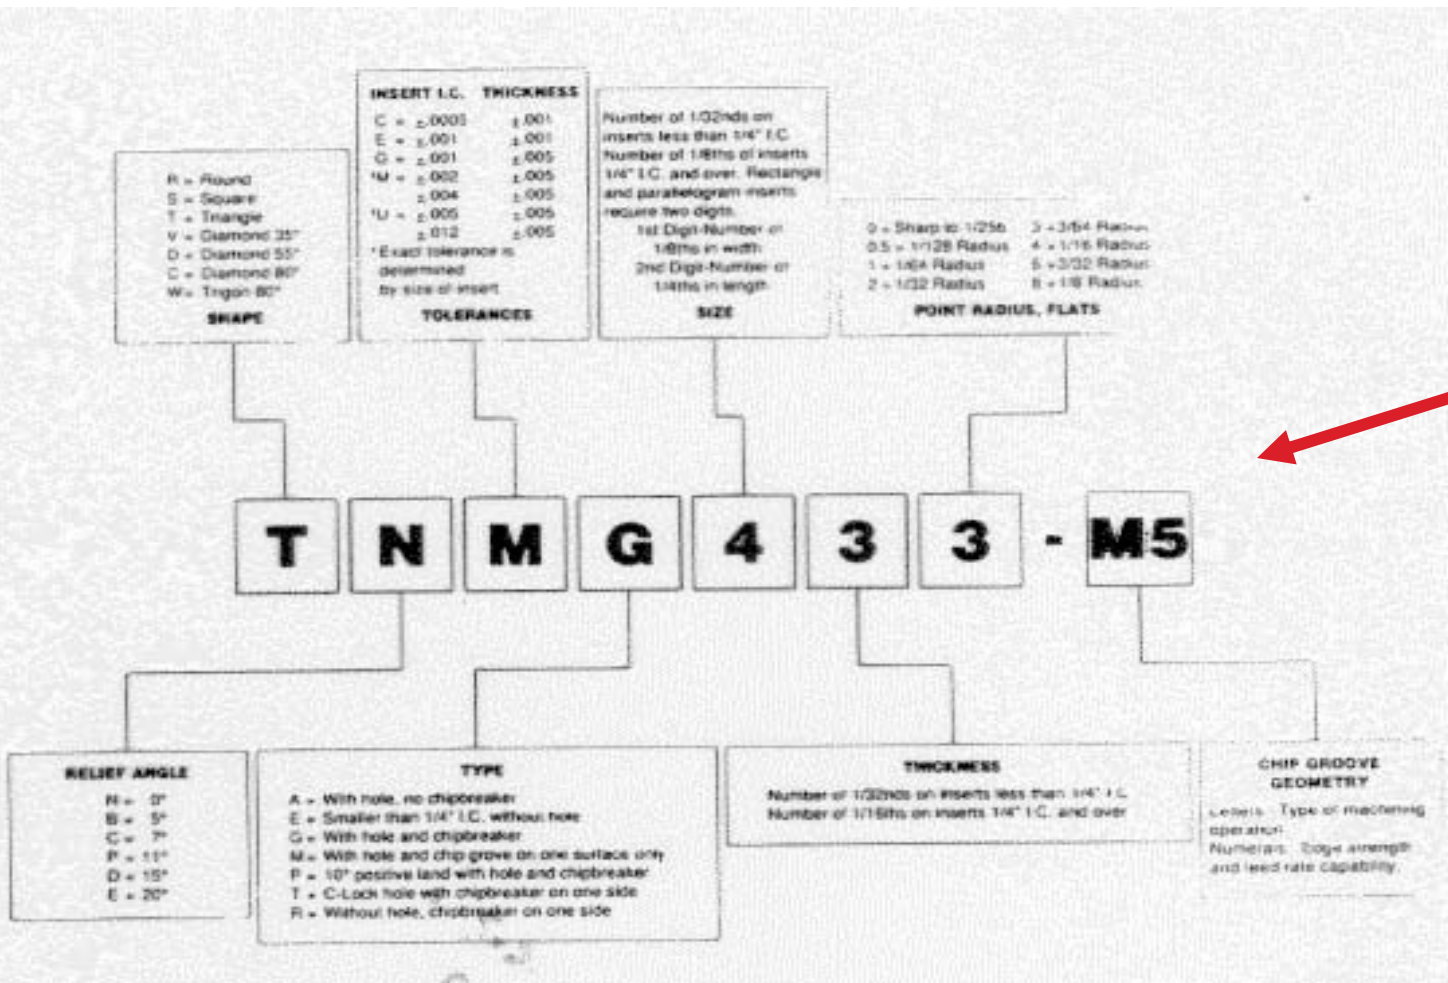 R = Round
S = Square
T = Triangle
V = Diamond 35°
D = Diamond 55°
C = Diamond 80°
W = Trigon 80°
SHAPE
INSERT I.C. THICKNESS
C = ±.0005 ±.001
E = ±.001 ±.001
G = ±.001 ±.005
*M = ±.002 ±.005
±.004 ±.005
*U = ±.005 ±.005
±.012 ±.005
*Exact tolerance is
determined
by size of insert
TOLERANCES
Number of 1/32nds on
inserts less than 1/4" I.C.
Number of 1/8ths of inserts
1/4" I.C. and over. Rectangle
and parallelogram inserts
require two digits.
1st Digit-Number of
1/8ths in width
2nd Digit-Number of
1/4ths in length
SIZE
0 = Sharp to 1/256 3 = 3/64 Radius
0.5 = 1/128 Radius 4 = 1/16 Radius
1 = 1/64 Radius 6 = 3/32 Radius
2 = 1/32 Radius 8 = 1/8 Radius
POINT RADIUS, FLATS
T N M G 4 3 3 - M5
RELIEF ANGLE
N = 0°
B = 5°
C = 7°
P = 11°
D = 15°
E = 20°
TYPE
A = With hole, no chipbreaker
E = Smaller than 1/4" I.C. without hole
G = With hole and chipbreaker
M = With hole and chip grove on one surface only
P = 10° positive land with hole and chipbreaker
T = C-Lock hole with chipbreaker on one side
R = Without hole, chipbreaker on one side
THICKNESS
Number of 1/32nds on inserts less than 1/4" I.C.
Number of 1/16ths on inserts 1/4" I.C. and over
CHIP GROOVE
GEOMETRY
Letters: Type of machining
operation
Numerals: Edge strength
and feed rate capability.